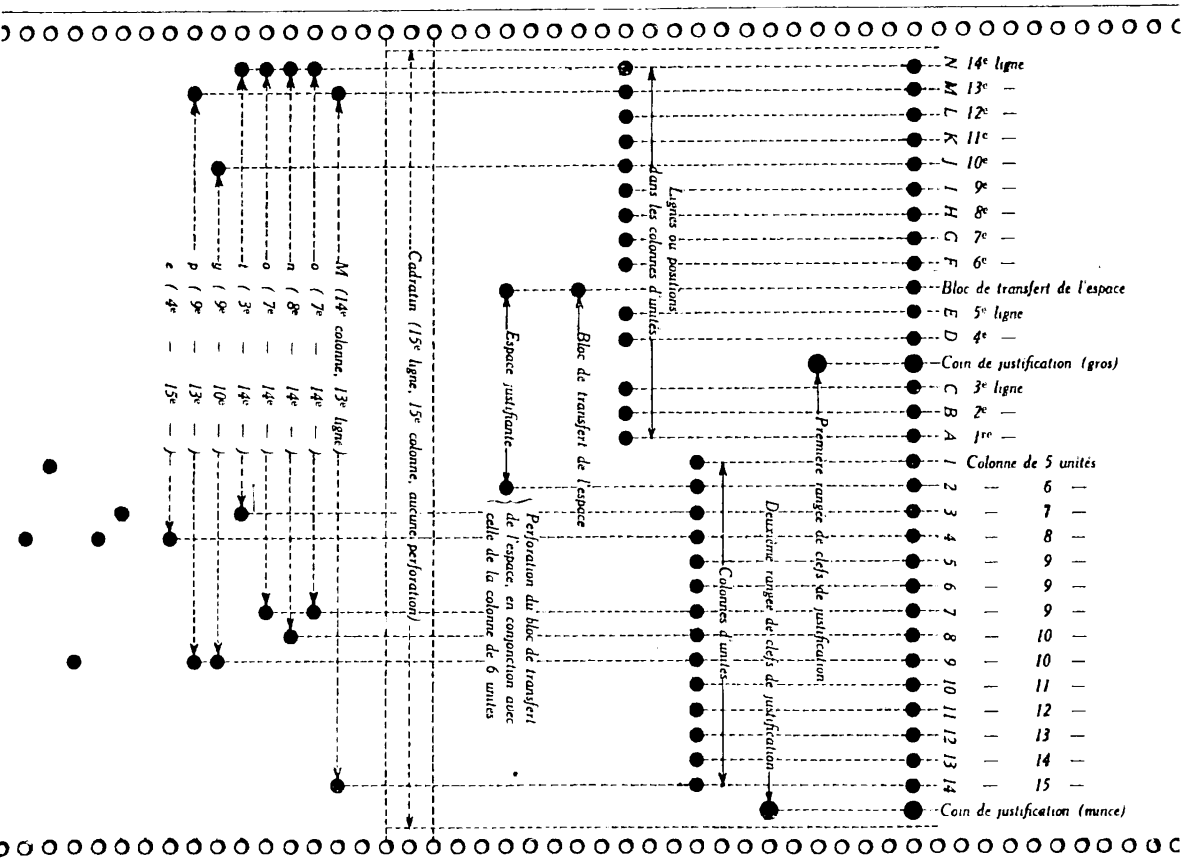 N 14e ligne
M 13e —
L 12e —
K 11e —
J 10e —
I 9e —
H 8e —
G 7e —
F 6e —
Bloc de transfert de l'espace
E 5e ligne
D 4e —
Coin de justification (gros)
C 3e ligne
B 2e —
A 1re —
1 Colonne de 5 unités
2 — 6 —
3 — 7 —
4 — 8 —
5 — 9 —
6 — 9 —
7 — 9 —
8 — 10 —
9 — 10 —
10 — 11 —
11 — 12 —
12 — 13 —
13 — 14 —
14 — 15 —
Coin de justification (mince)
Première rangée de clefs de justification
Deuxième rangée de clefs de justification
Colonnes d'unités
Lignes ou positions
dans les colonnes d'unités
Bloc de transfert de l'espace
Perforation du bloc de transfert
de l'espace, en conjonction avec
celle de la colonne de 6 unités
Espace justifiante
Cadratin (15e ligne, 15e colonne, aucune perforation)
M (14e colonne, 13e ligne)
o (7e — 14e —)
n (8e — 14e —)
o (7e — 14e —)
t (3e — 14e —)
y (9e — 10e —)
p (9e — 13e —)
e (4e — 15e —)